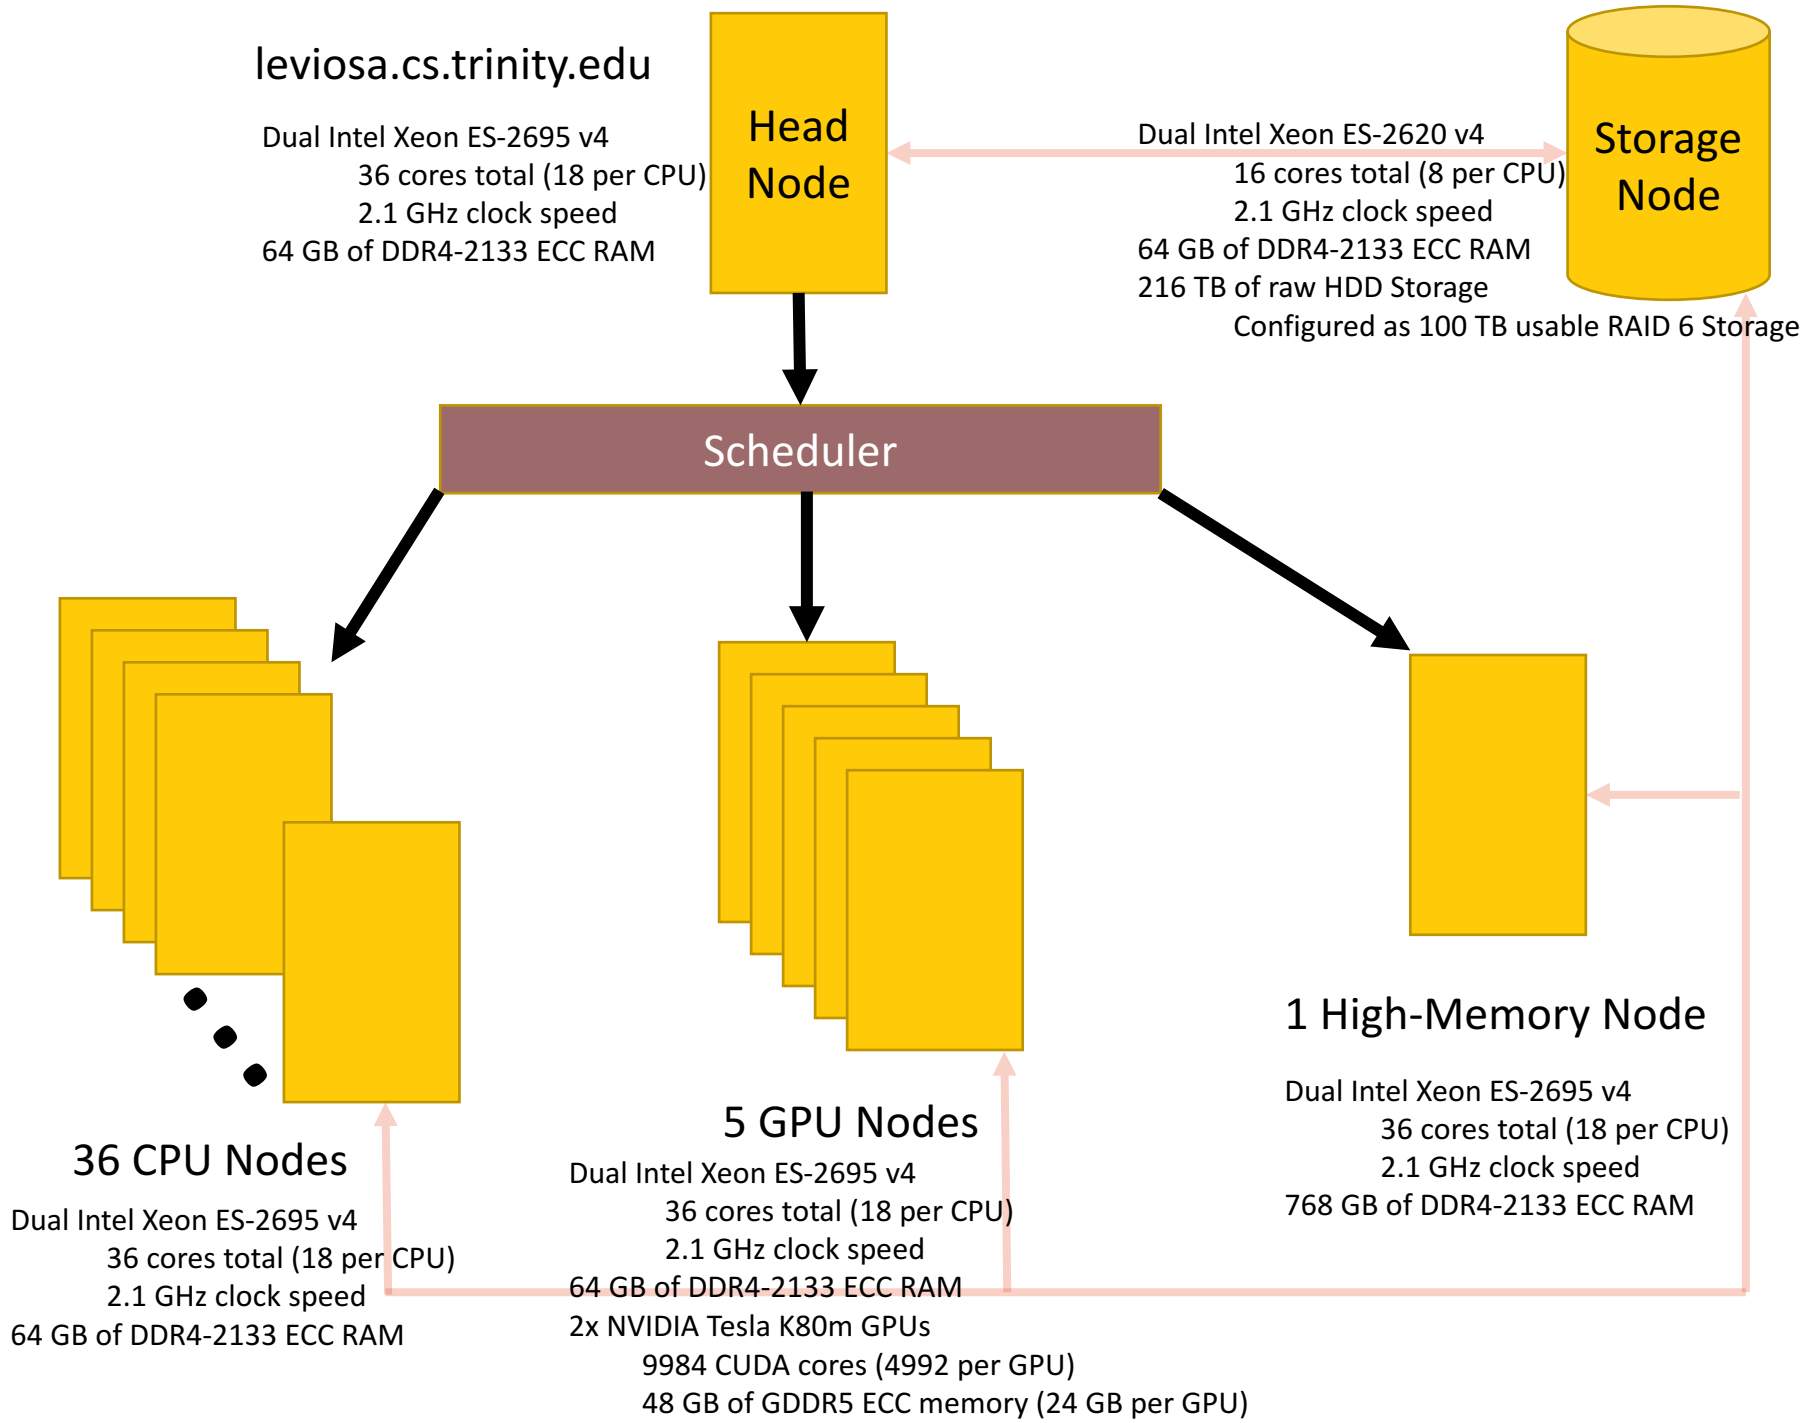 leviosa.cs.trinity.edu
Dual Intel Xeon ES-2695 v4
36 cores total (18 per CPU)
2.1 GHz clock speed
64 GB of DDR4-2133 ECC RAM
Head
Node
Dual Intel Xeon ES-2620 v4
16 cores total (8 per CPU)
2.1 GHz clock speed
64 GB of DDR4-2133 ECC RAM
216 TB of raw HDD Storage
Configured as 100 TB usable RAID 6 Storage
Storage
Node
Scheduler
36 CPU Nodes
Dual Intel Xeon ES-2695 v4
36 cores total (18 per CPU)
2.1 GHz clock speed
64 GB of DDR4-2133 ECC RAM
5 GPU Nodes
Dual Intel Xeon ES-2695 v4
36 cores total (18 per CPU)
2.1 GHz clock speed
64 GB of DDR4-2133 ECC RAM
2x NVIDIA Tesla K80m GPUs
9984 CUDA cores (4992 per GPU)
48 GB of GDDR5 ECC memory (24 GB per GPU)
1 High-Memory Node
Dual Intel Xeon ES-2695 v4
36 cores total (18 per CPU)
2.1 GHz clock speed
768 GB of DDR4-2133 ECC RAM